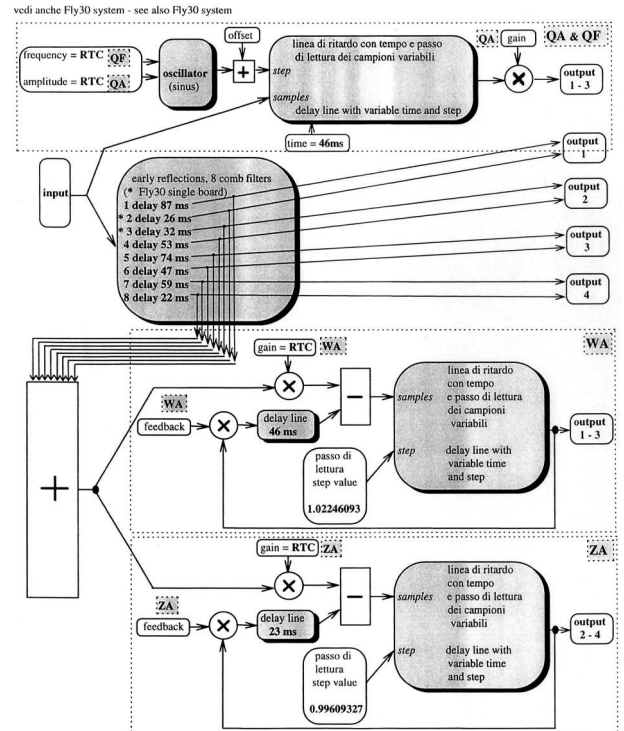 vedi anche Fly30 system - see also Fly30 system
offset
frequency = RTC QF
amplitude = RTC QA
oscillator
(sinus)
+
step
samples
linea di ritardo con tempo e passo
di lettura dei campioni variabili
delay line with variable time and step
time = 46ms
QA
gain
×
QA & QF
output
1 - 3
input
early reflections, 8 comb filters
(* Fly30 single board)
1 delay 87 ms
* 2 delay 26 ms
* 3 delay 32 ms
4 delay 53 ms
5 delay 74 ms
6 delay 47 ms
7 delay 59 ms
8 delay 22 ms
output
1
output
2
output
3
output
4
+
WA
gain = RTC WA
×
−
WA
feedback
×
delay line
46 ms
samples
step
linea di ritardo
con tempo
e passo di lettura
dei campioni
variabili
delay line with
variable time
and step
passo di
lettura
step value
1.02246093
output
1 - 3
ZA
gain = RTC ZA
×
−
ZA
feedback
×
delay line
23 ms
samples
step
linea di ritardo
con tempo
e passo di lettura
dei campioni
variabili
delay line with
variable time
and step
passo di
lettura
step value
0.99609327
output
2 - 4